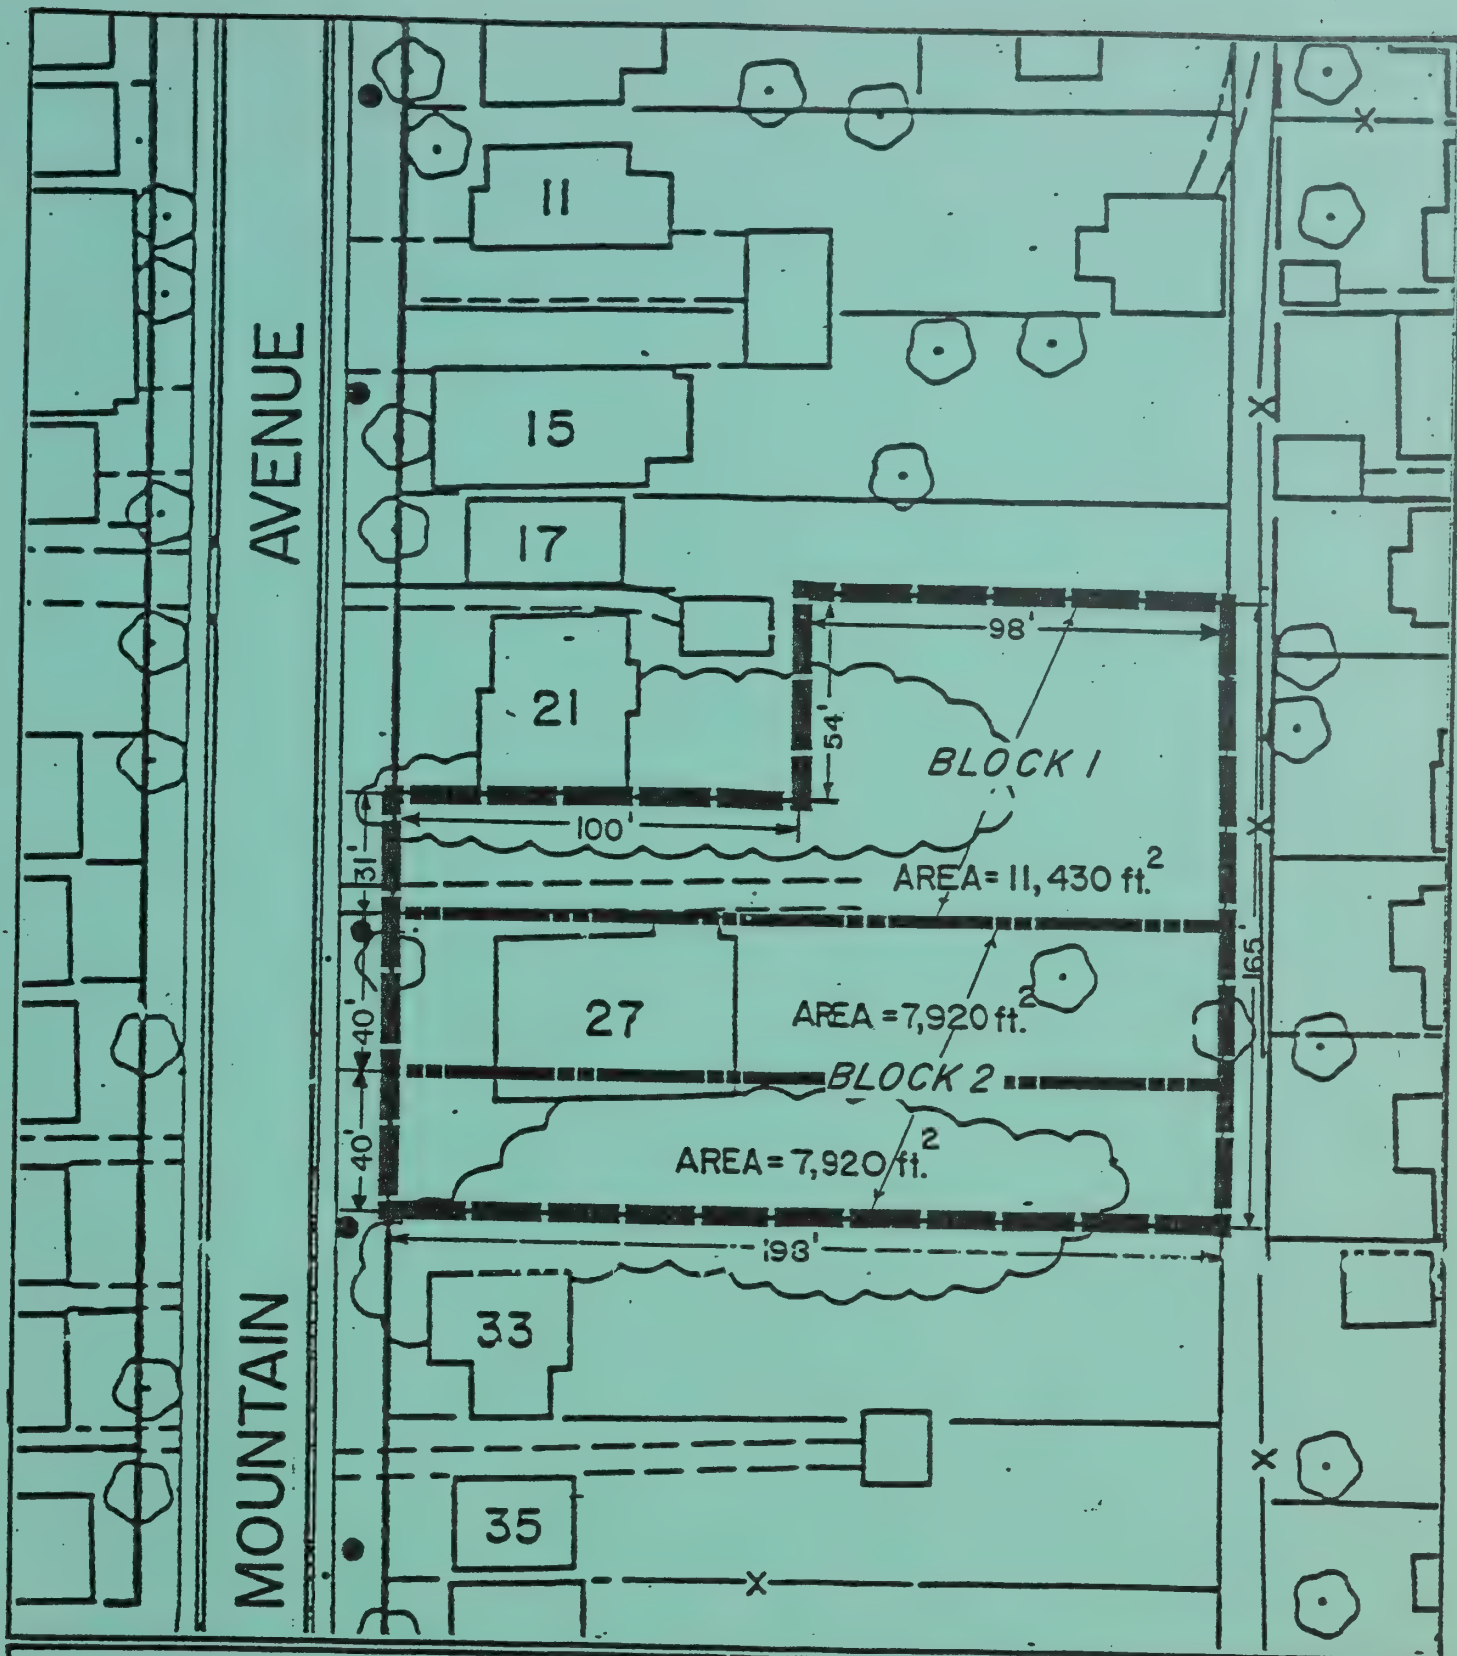 MOUNTAIN AVENUE
11
15
17
98'
21
54'
BLOCK 1
100'
31'
AREA = 11,430 ft.²
165'
27
40'
AREA = 7,920 ft.²
BLOCK 2
40'
AREA = 7,920 ft.²
193'
33
35
X
X
X
X
X